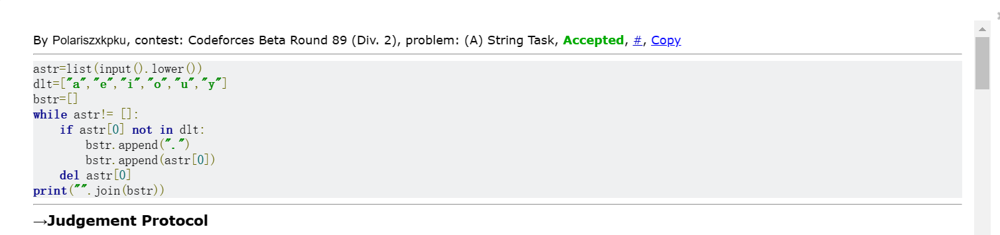 By Polariszxkpku, contest: Codeforces Beta Round 89 (Div. 2), problem: (A) String Task, Accepted, #, Copy
astr=list(input().lower())
dlt=["a","e","i","o","u","y"]
bstr=[]
while astr!= []:
    if astr[0] not in dlt:
        bstr.append(".")
        bstr.append(astr[0])
    del astr[0]
print("".join(bstr))
→Judgement Protocol